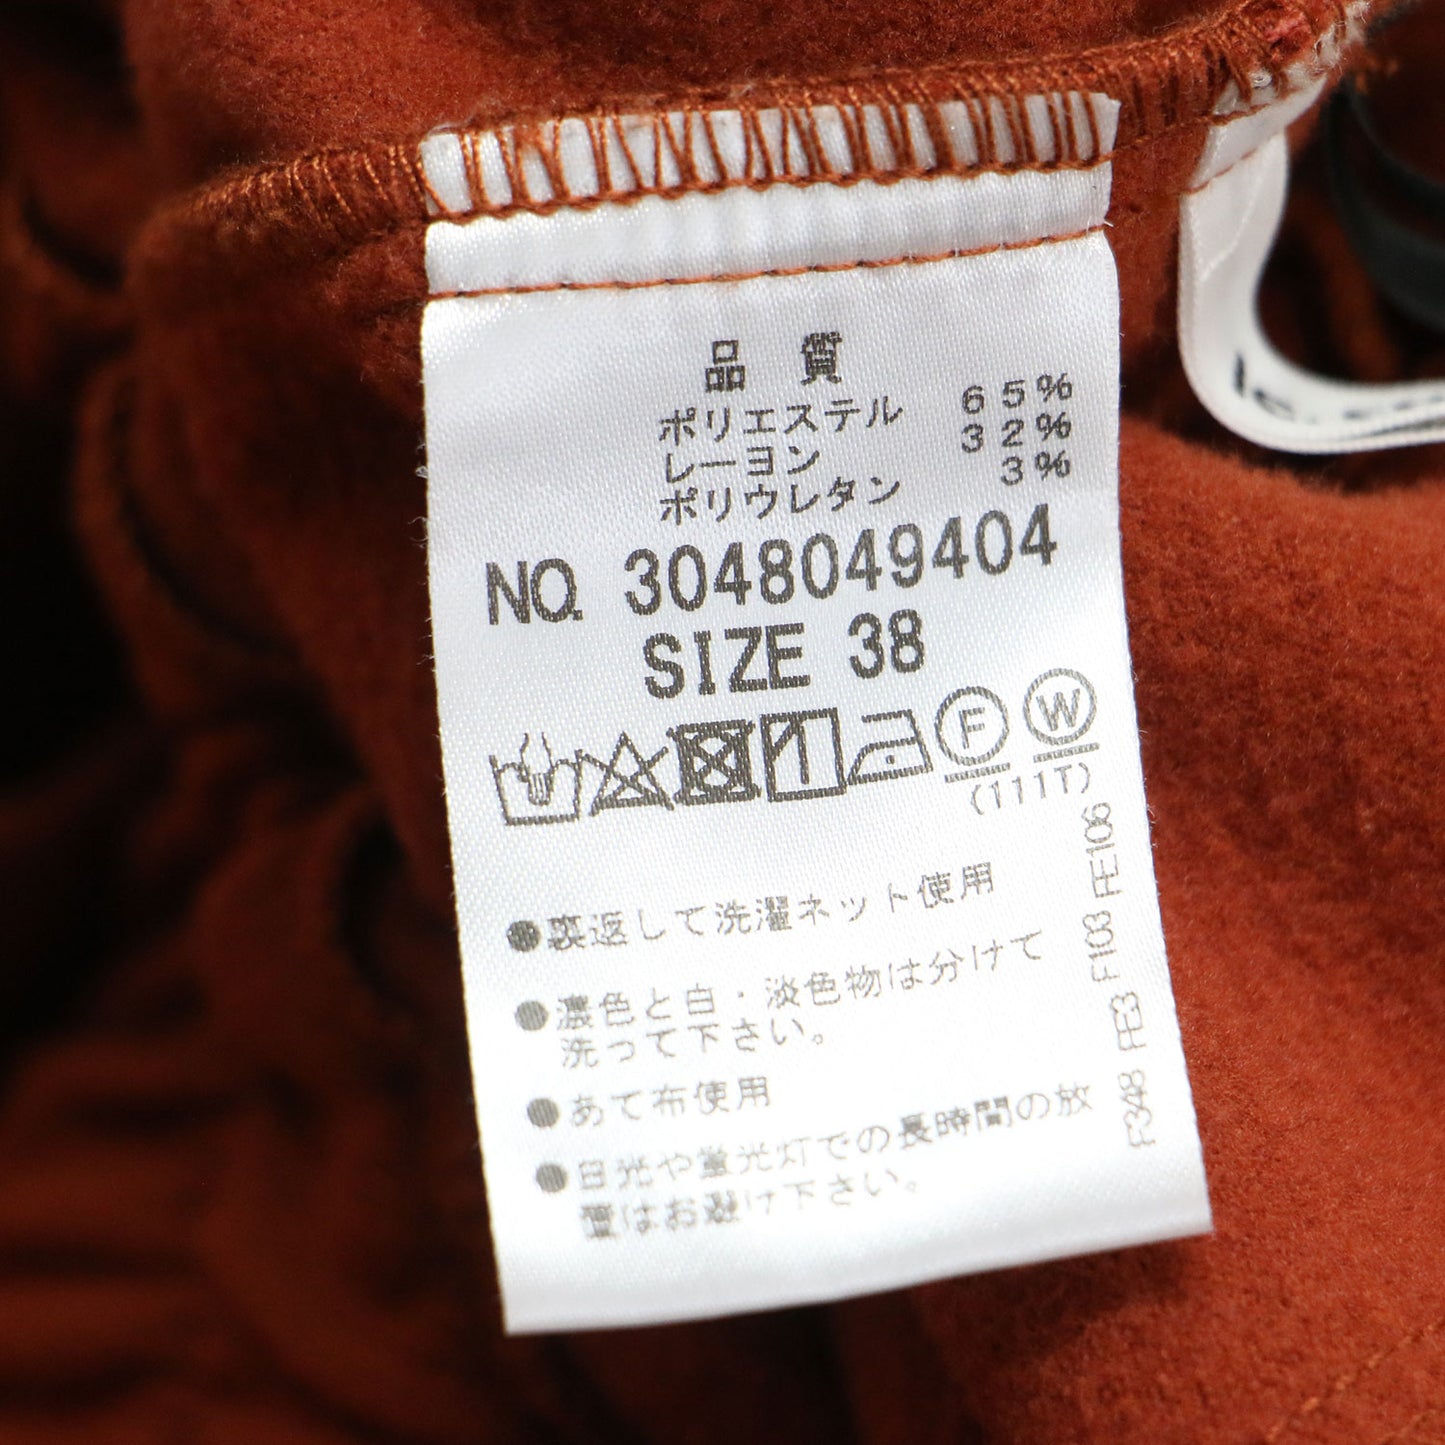 品質
ポリエステル 65%
レーヨン 32%
ポリウレタン 3%
NO. 3048049404
SIZE 38
F W
(111T)
●裏返して洗濯ネット使用
●濃色と白・淡色物は分けて
洗って下さい。
●あて布使用
●日光や蛍光灯での長時間の放
置はお避け下さい。
F348 FE3 F103 FE106